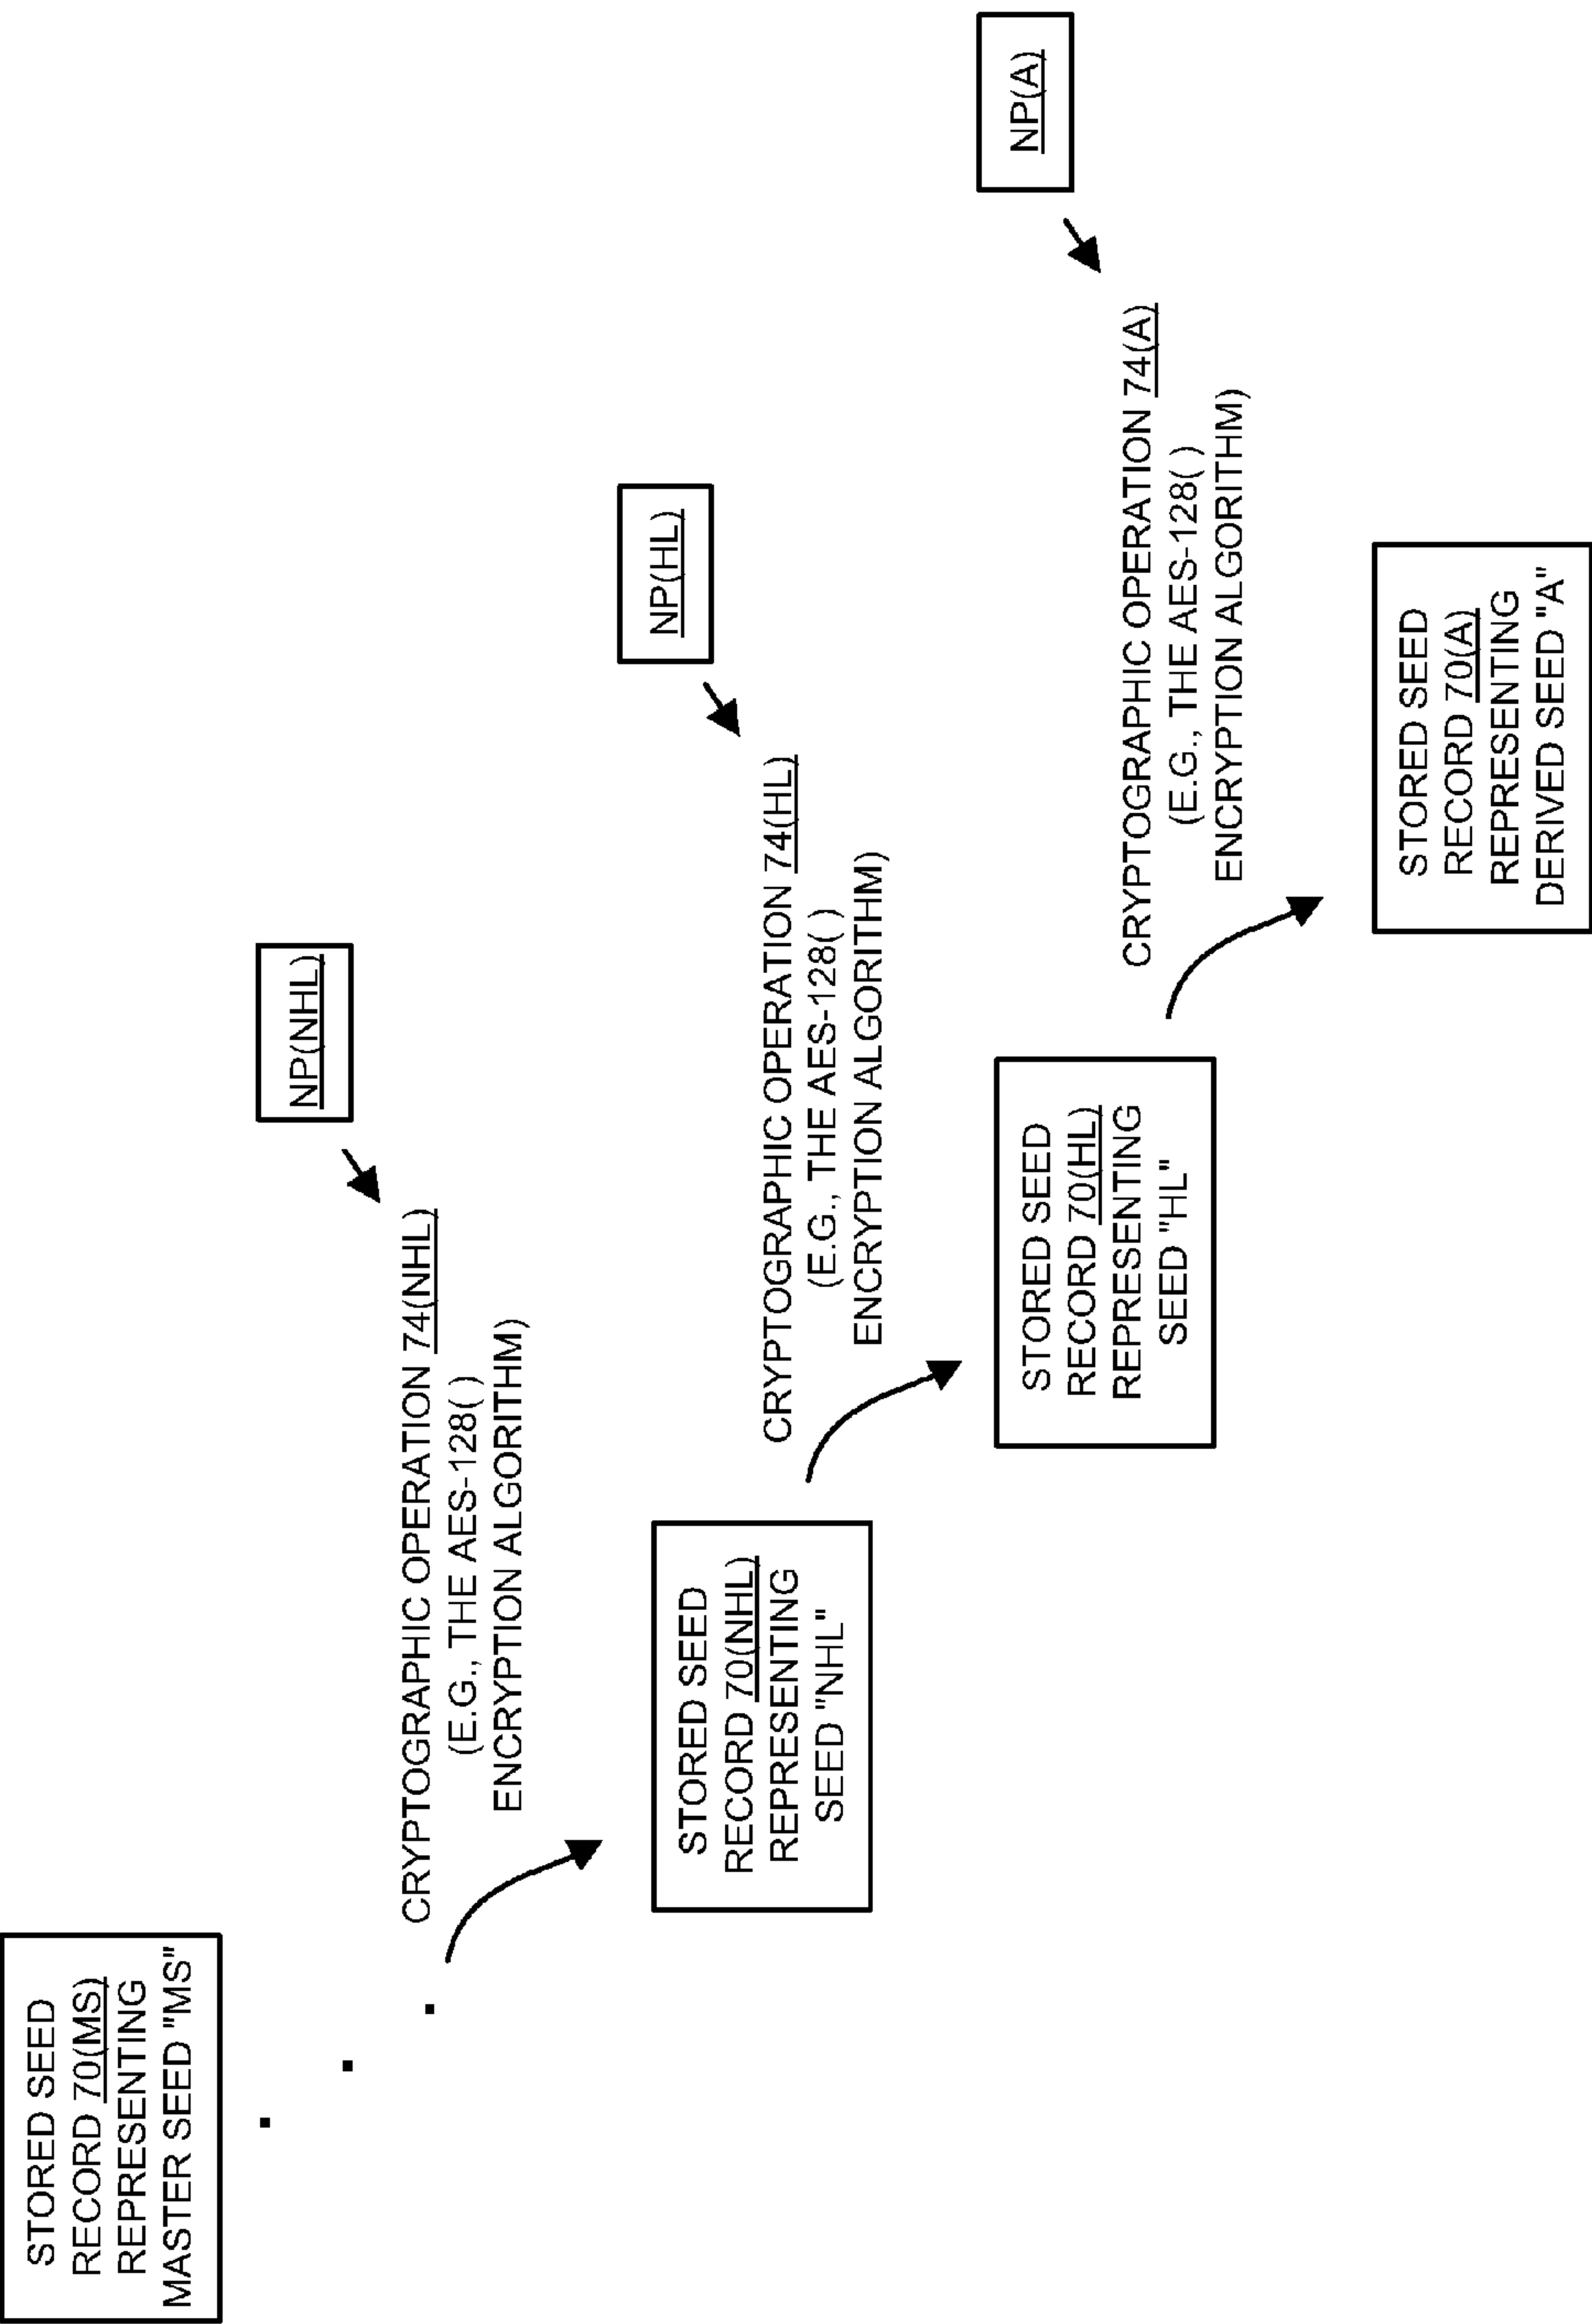 STORED SEED
RECORD 70(MS)
REPRESENTING
MASTER SEED "MS"
NP(NHL)
CRYPTOGRAPHIC OPERATION 74(NHL)
(E.G., THE AES-128( )
ENCRYPTION ALGORITHM)
STORED SEED
RECORD 70(NHL)
REPRESENTING
SEED "NHL"
NP(HL)
CRYPTOGRAPHIC OPERATION 74(HL)
(E.G., THE AES-128( )
ENCRYPTION ALGORITHM)
STORED SEED
RECORD 70(HL)
REPRESENTING
SEED "HL"
NP(A)
CRYPTOGRAPHIC OPERATION 74(A)
(E.G., THE AES-128( )
ENCRYPTION ALGORITHM)
STORED SEED
RECORD 70(A)
REPRESENTING
DERIVED SEED "A"